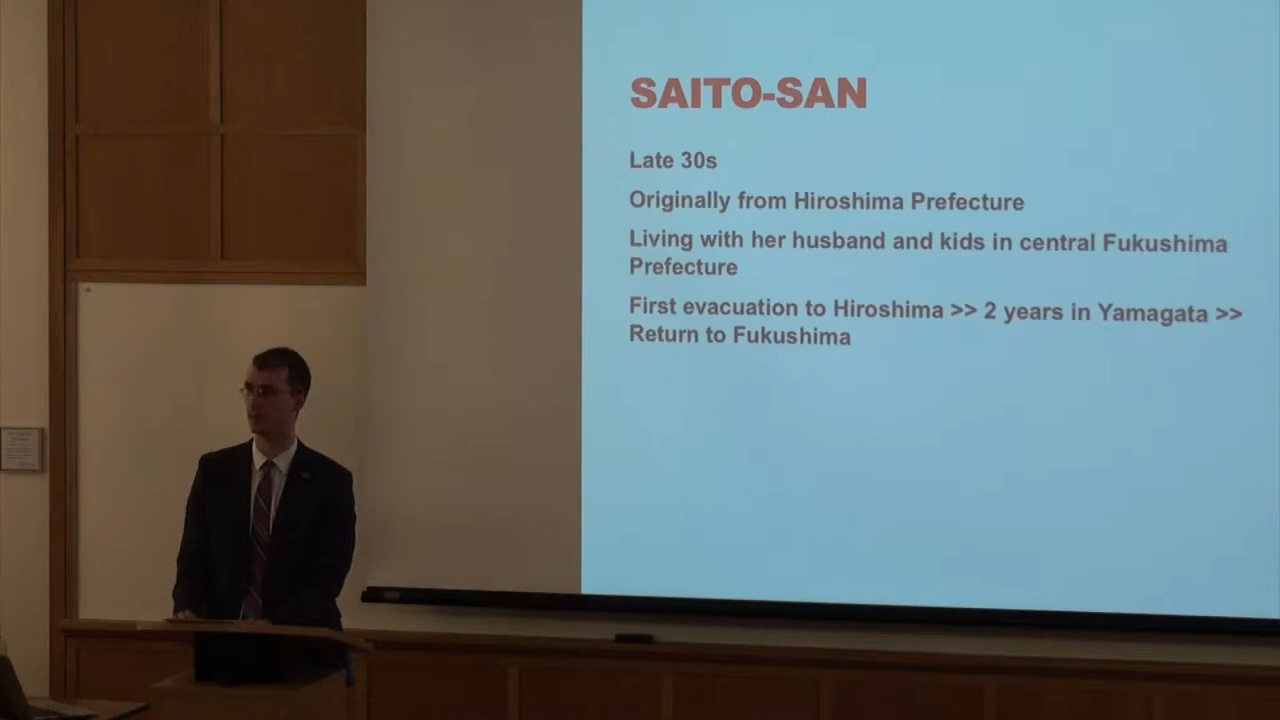 SAITO-SAN
Late 30s
Originally from Hiroshima Prefecture
Living with her husband and kids in central Fukushima
Prefecture
First evacuation to Hiroshima >> 2 years in Yamagata >>
Return to Fukushima